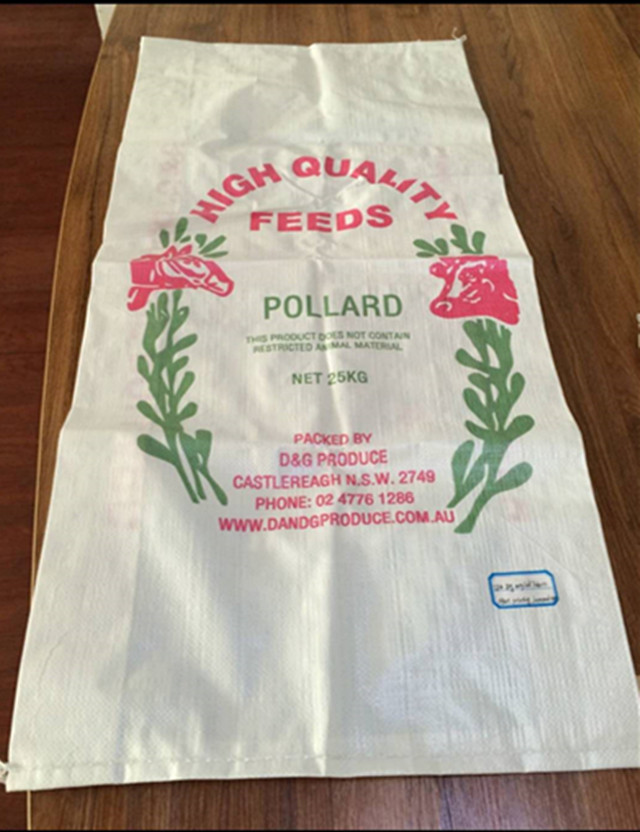 HIGH QUALITY
FEEDS
POLLARD
THIS PRODUCT DOES NOT CONTAIN
RESTRICTED ANIMAL MATERIAL
NET 25KG
PACKED BY
D&G PRODUCE
CASTLEREAGH N.S.W. 2749
PHONE: 02 4776 1286
WWW.DANDGPRODUCE.COM.AU